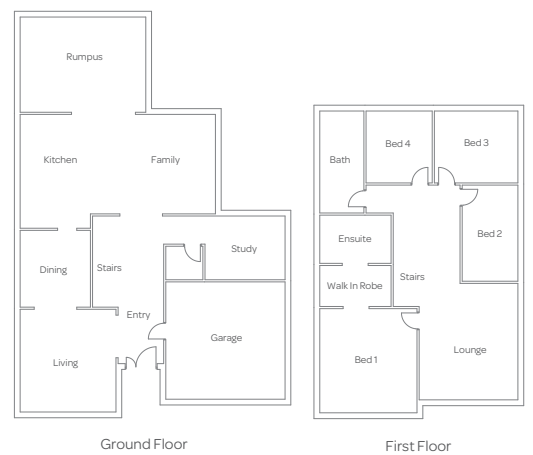 Rumpus
Kitchen
Family
Study
Dining
Stairs
Entry
Garage
Living
Ground Floor
Bath
Bed 4
Bed 3
Bed 2
Ensuite
Stairs
Walk In Robe
Bed 1
Lounge
First Floor